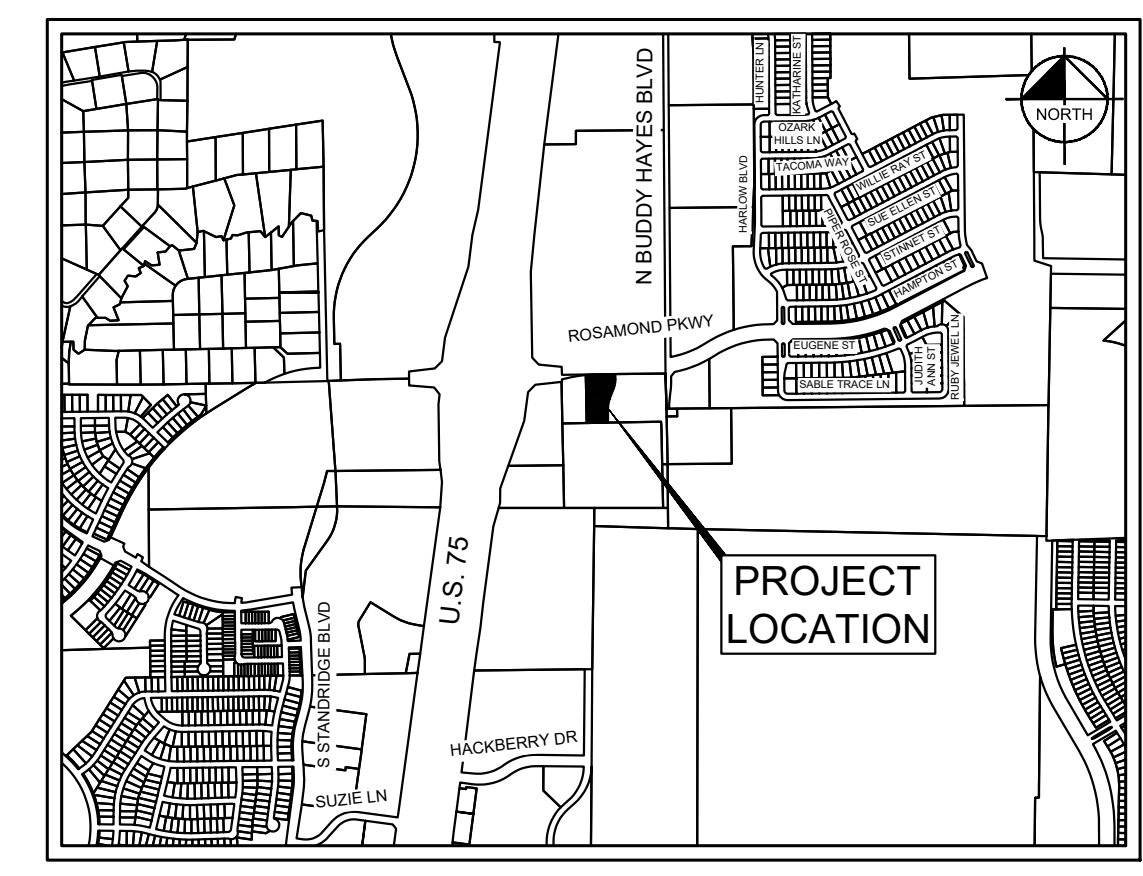 HUNTER LN
KATHARINE ST
N BUDDY HAYES BLVD
NORTH
OZARK
HILLS LN
TACOMA WAY
HARLOW BLVD
WILLIE RAY ST
SUE ELLEN ST
PIPER ROSE ST
STINNET ST
HAMPTON ST
ROSAMOND PKWY
EUGENE ST
SABLE TRACE LN
JUDITH
ANN ST
RUBY JEWEL LN
U.S. 75
PROJECT
LOCATION
S STANDRIDGE BLVD
HACKBERRY DR
SUZIE LN